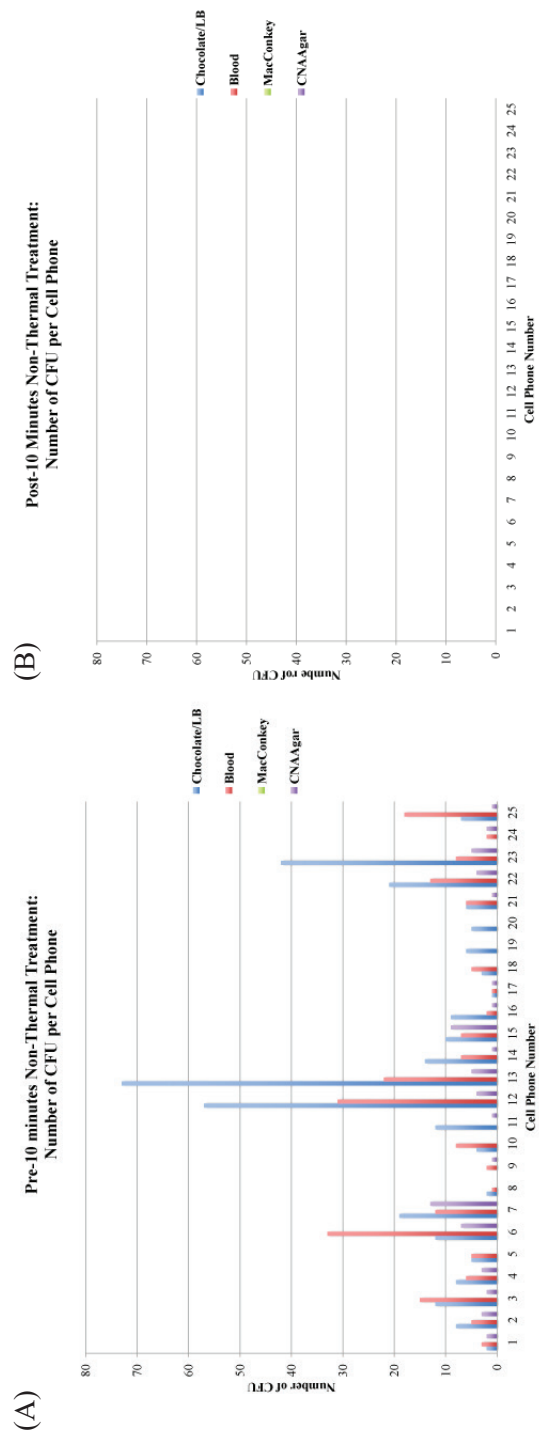 (A)
Pre-10 minutes Non-Thermal Treatment:
Number of CFU per Cell Phone
80
70
60
50
40
30
20
10
0
Number of CFU
1 2 3 4 5 6 7 8 9 10 11 12 13 14 15 16 17 18 19 20 21 22 23 24 25
Cell Phone Number
Chocolate/LB
Blood
MacConkey
CNAAgar
(B)
Post-10 Minutes Non-Thermal Treatment:
Number of CFU per Cell Phone
80
70
60
50
40
30
20
10
0
Numbe rof CFU
1 2 3 4 5 6 7 8 9 10 11 12 13 14 15 16 17 18 19 20 21 22 23 24 25
Cell Phone Number
Chocolate/LB
Blood
MacConkey
CNAAgar